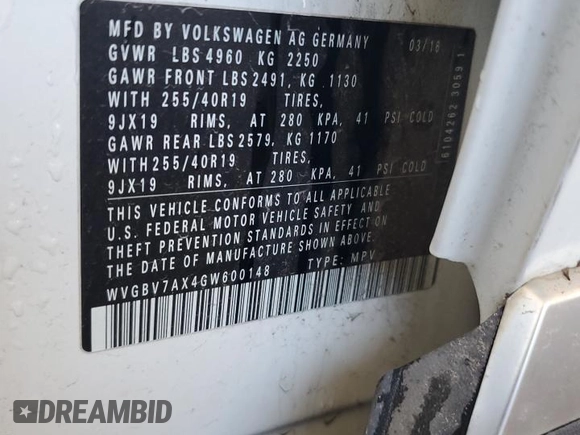 MFD BY VOLKSWAGEN AG GERMANY 03/16
GVWR LBS 4960 KG 2250
GAWR FRONT LBS 2491, KG 1130
WITH 255/40R19 TIRES,
9JX19 RIMS, AT 280 KPA, 41 PSI COLD
GAWR REAR LBS 2579, KG 1170
WITH 255/40R19 TIRES,
9JX19 RIMS, AT 280 KPA, 41 PSI COLD
THIS VEHICLE CONFORMS TO ALL APPLICABLE
U.S. FEDERAL MOTOR VEHICLE SAFETY AND
THEFT PREVENTION STANDARDS IN EFFECT ON
THE DATE OF MANUFACTURE SHOWN ABOVE.
WVGBV7AX4GW600148 TYPE: MPV
6104262 3059 1
DREAMBID